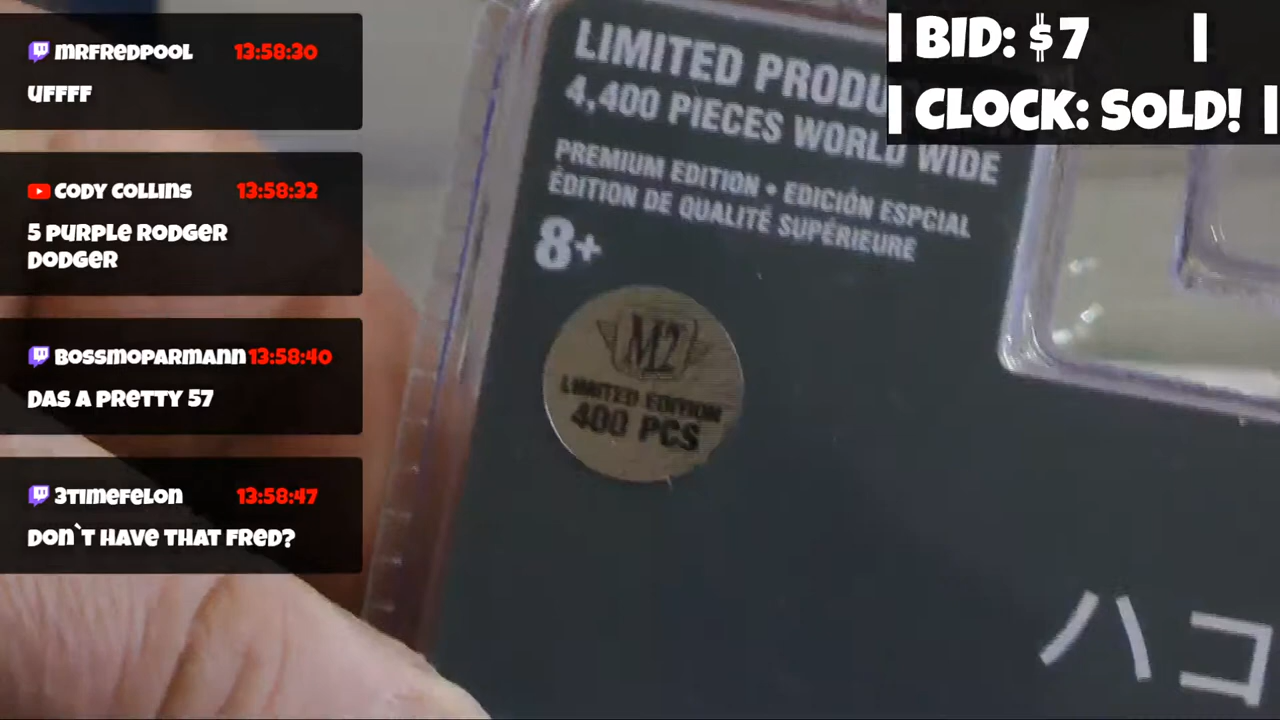 mrfredpool 13:58:30
uffff
Cody Collins 13:58:32
5 purple rodger
dodger
Bossmoparmann 13:58:40
das a pretty 57
3timefelon 13:58:47
Don`t have that Fred?
| BID: $7 |
| CLOCK: SOLD! |
LIMITED
4,400 PIECES WORLD WIDE
PREMIUM EDITION • EDICIÓN ESPCIAL
ÉDITION DE QUALITÉ SUPÉRIEURE
8+
M2
LIMITED EDITION
400 PCS
ハコ